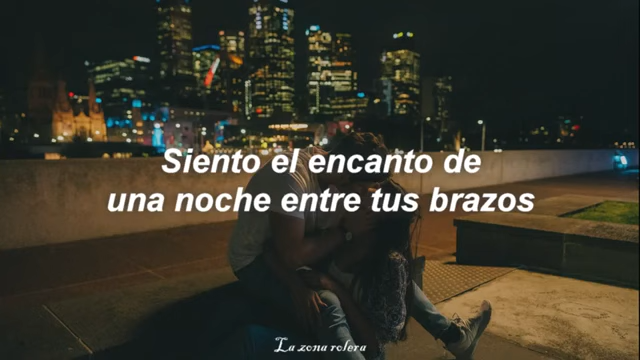 Siento el encanto de
una noche entre tus brazos
La zona rolera